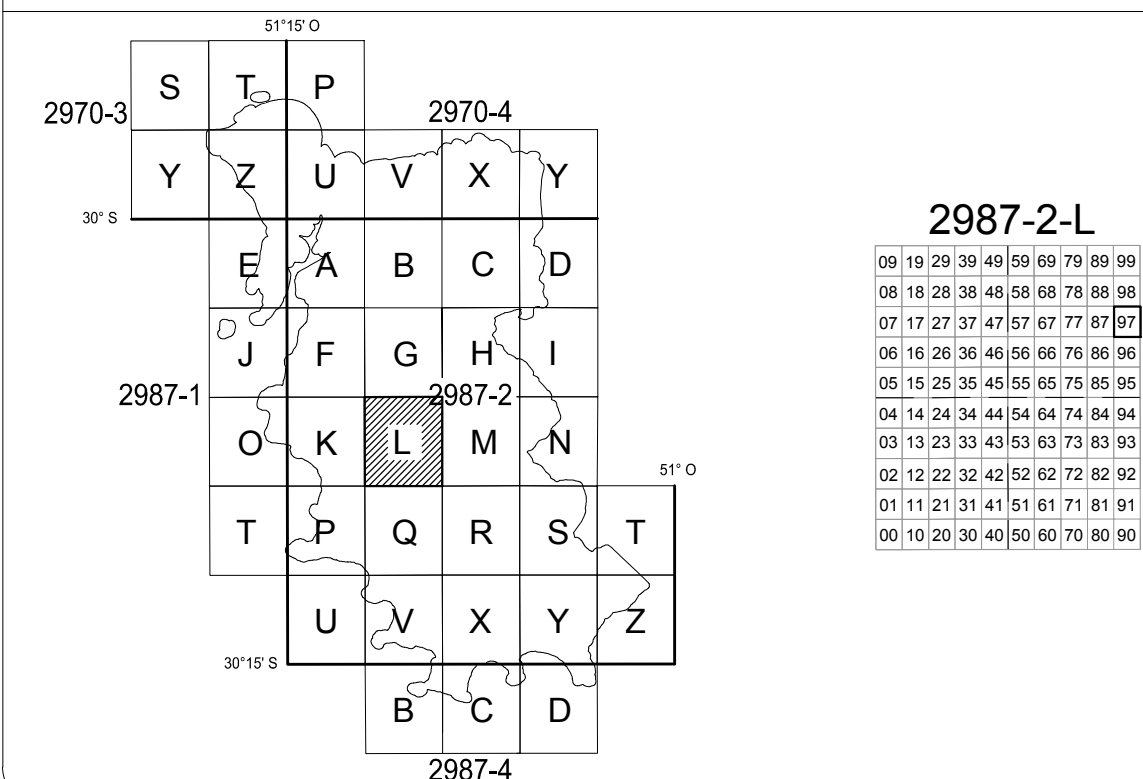 51°15' O
S T P
2970-3 2970-4
Y Z U V X Y
30° S
E A B C D
J F G H I
2987-1 2987-2
O K L M N
51° O
T P Q R S T
U V X Y Z
30°15' S
B C D
2987-4
2987-2-L
09 19 29 39 49 59 69 79 89 99
08 18 28 38 48 58 68 78 88 98
07 17 27 37 47 57 67 77 87 97
06 16 26 36 46 56 66 76 86 96
05 15 25 35 45 55 65 75 85 95
04 14 24 34 44 54 64 74 84 94
03 13 23 33 43 53 63 73 83 93
02 12 22 32 42 52 62 72 82 92
01 11 21 31 41 51 61 71 81 91
00 10 20 30 40 50 60 70 80 90